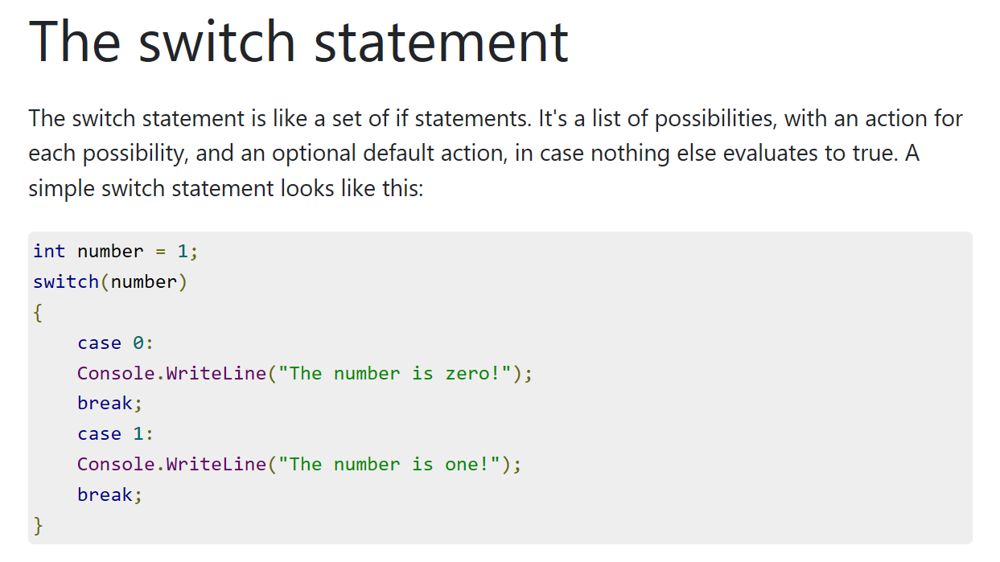 The switch statement
The switch statement is like a set of if statements. It's a list of possibilities, with an action for
each possibility, and an optional default action, in case nothing else evaluates to true. A
simple switch statement looks like this:
int number = 1;
switch(number)
{
    case 0:
    Console.WriteLine("The number is zero!");
    break;
    case 1:
    Console.WriteLine("The number is one!");
    break;
}